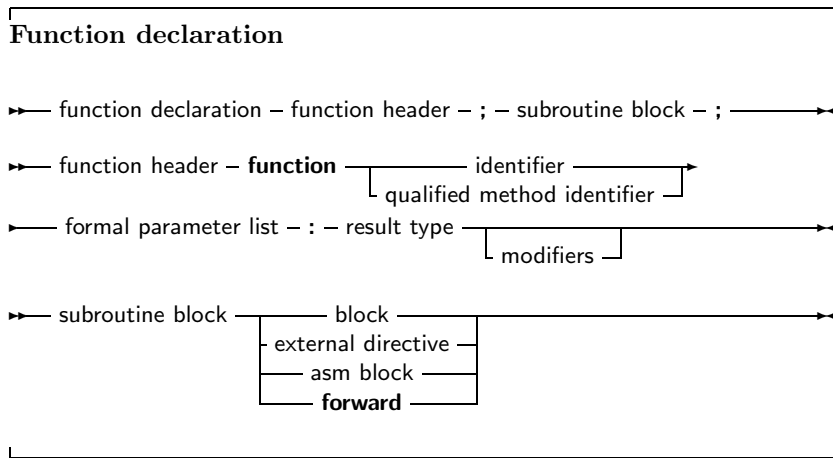 Function declaration
function declaration – function header – ; – subroutine block – ;
function header – function identifier
qualified method identifier
formal parameter list – : – result type
modifiers
subroutine block block
external directive
asm block
forward